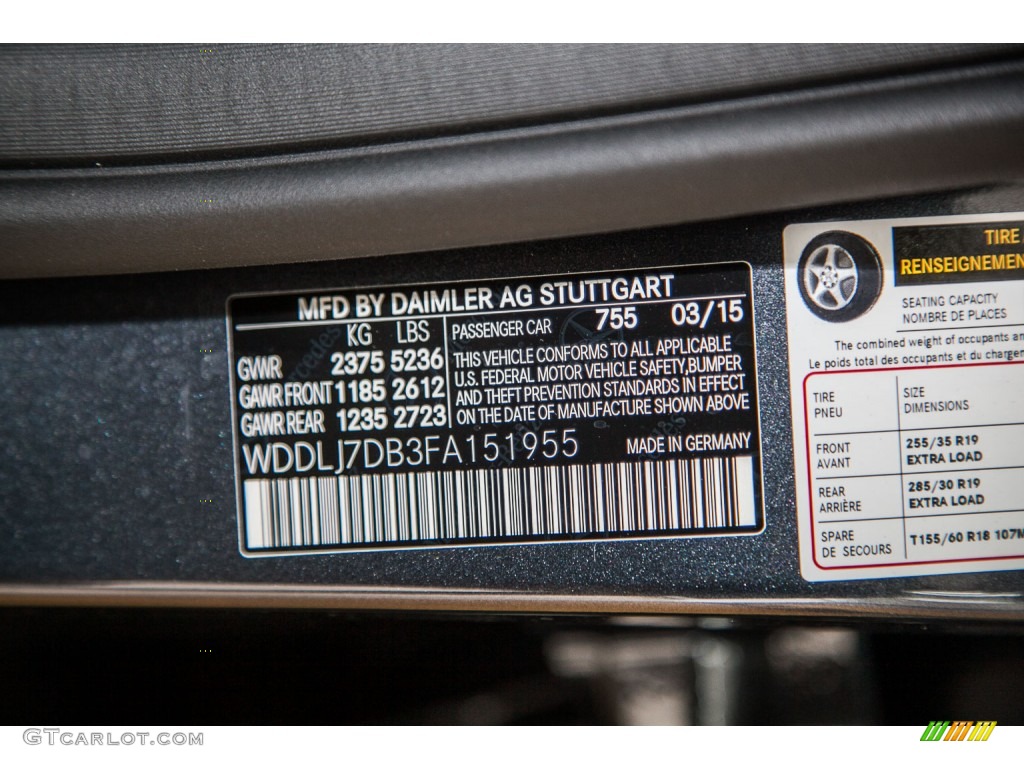 MFD BY DAIMLER AG STUTTGART
KG LBS
GVWR 2375 5236
GAWR FRONT 1185 2612
GAWR REAR 1235 2723
PASSENGER CAR 755 03/15
THIS VEHICLE CONFORMS TO ALL APPLICABLE
U.S. FEDERAL MOTOR VEHICLE SAFETY,BUMPER
AND THEFT PREVENTION STANDARDS IN EFFECT
ON THE DATE OF MANUFACTURE SHOWN ABOVE
WDDLJ7DB3FA151955 MADE IN GERMANY
TIRE
SEATING CAPACITY
NOMBRE DE PLACES
The combined weight of occupants
Le poids total des occupants et du
TIRE SIZE
PNEU DIMENSIONS
FRONT 255/35 R19
AVANT EXTRA LOAD
REAR 285/30 R19
ARRIÈRE EXTRA LOAD
SPARE T155/60 R18
DE SECOURS
GTCARLOT.COM